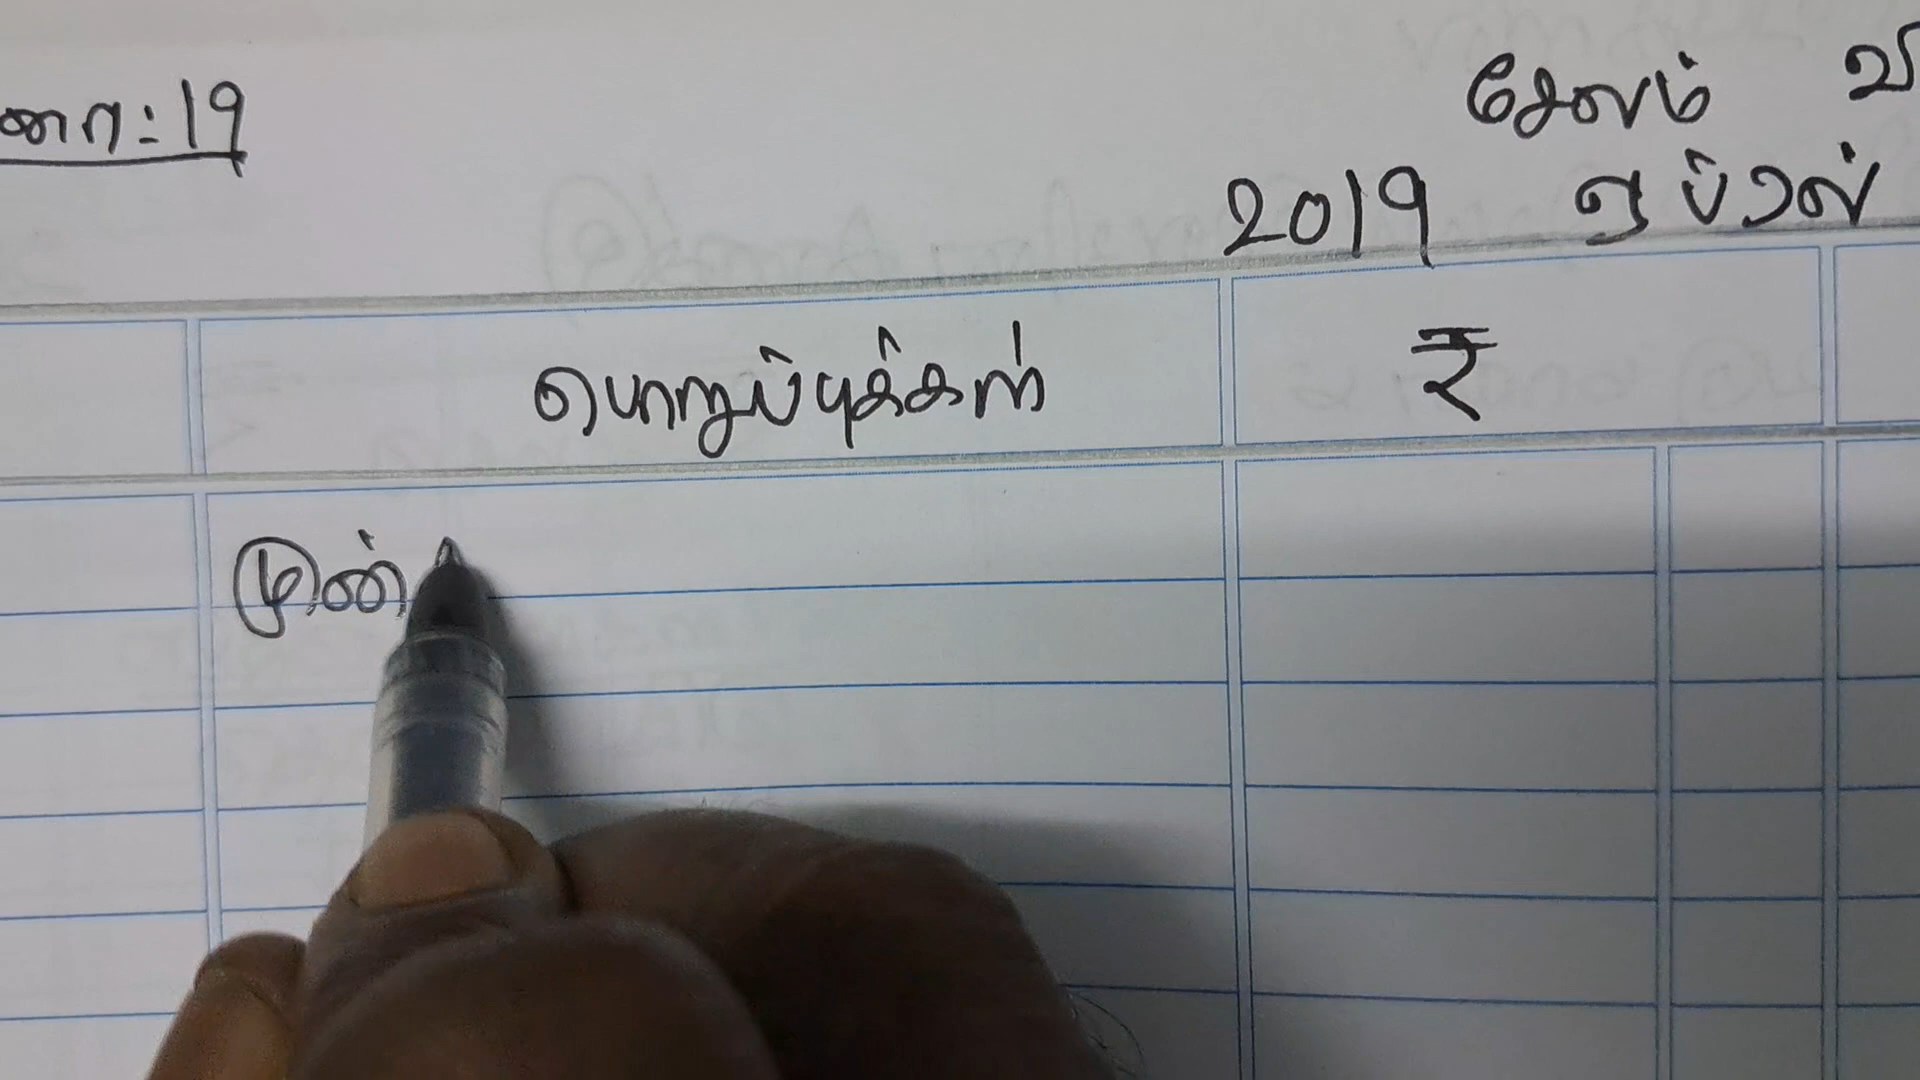 சேலம் வி
னா : 19
2019 ஏப்ரல்
பொறுப்புக்கள் ₹
முன்